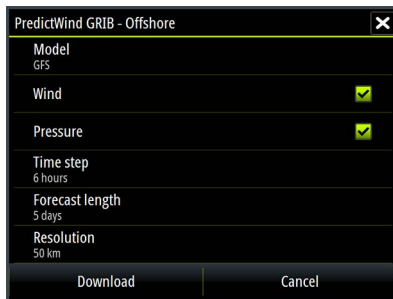 PredictWind GRIB - Offshore
Model
GFS
Wind
Pressure
Time step
6 hours
Forecast length
5 days
Resolution
50 km
Download
Cancel